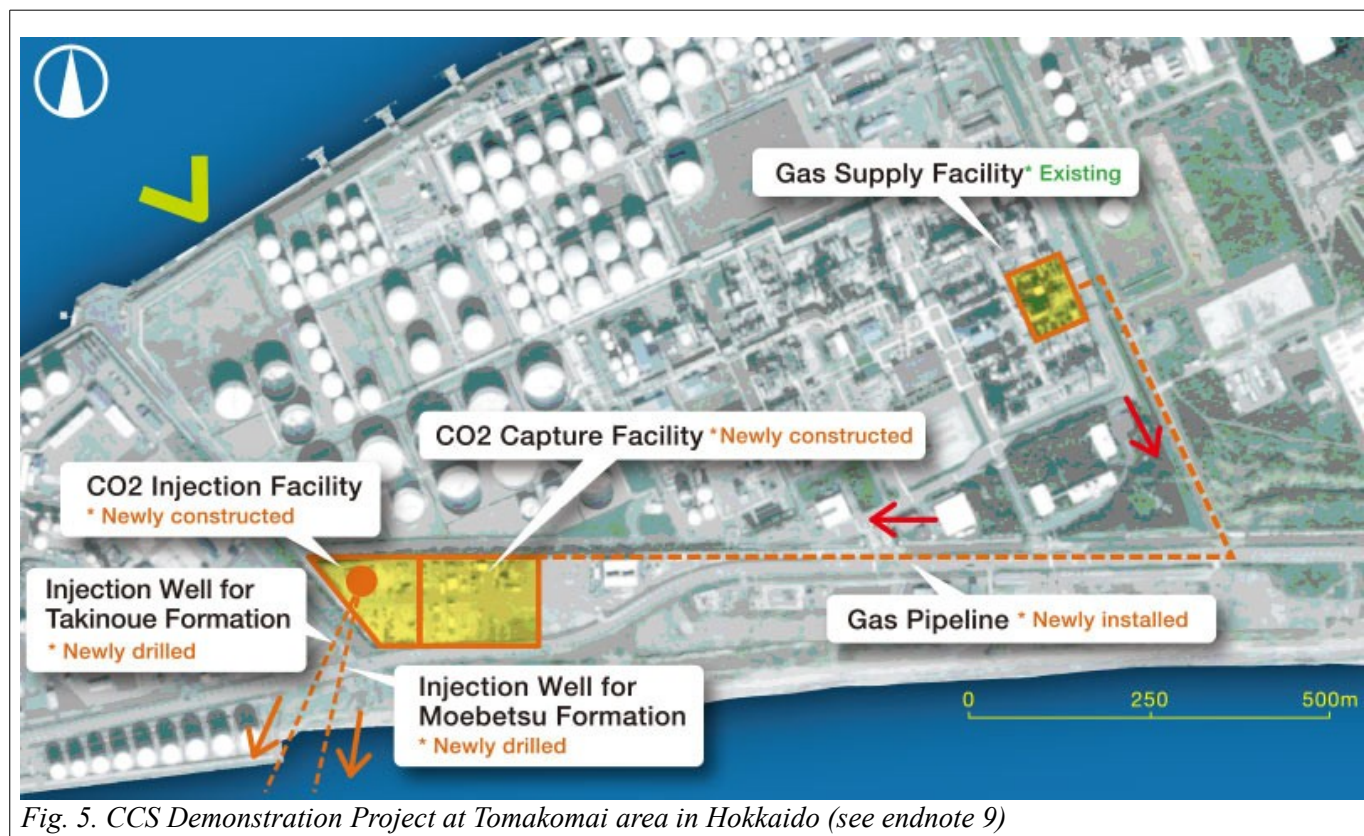 Gas Supply Facility * Existing
CO2 Capture Facility * Newly constructed
CO2 Injection Facility
* Newly constructed
Injection Well for
Takinoue Formation
* Newly drilled
Gas Pipeline * Newly installed
Injection Well for
Moebetsu Formation
* Newly drilled
0 250 500m
Fig. 5. CCS Demonstration Project at Tomakomai area in Hokkaido (see endnote 9)